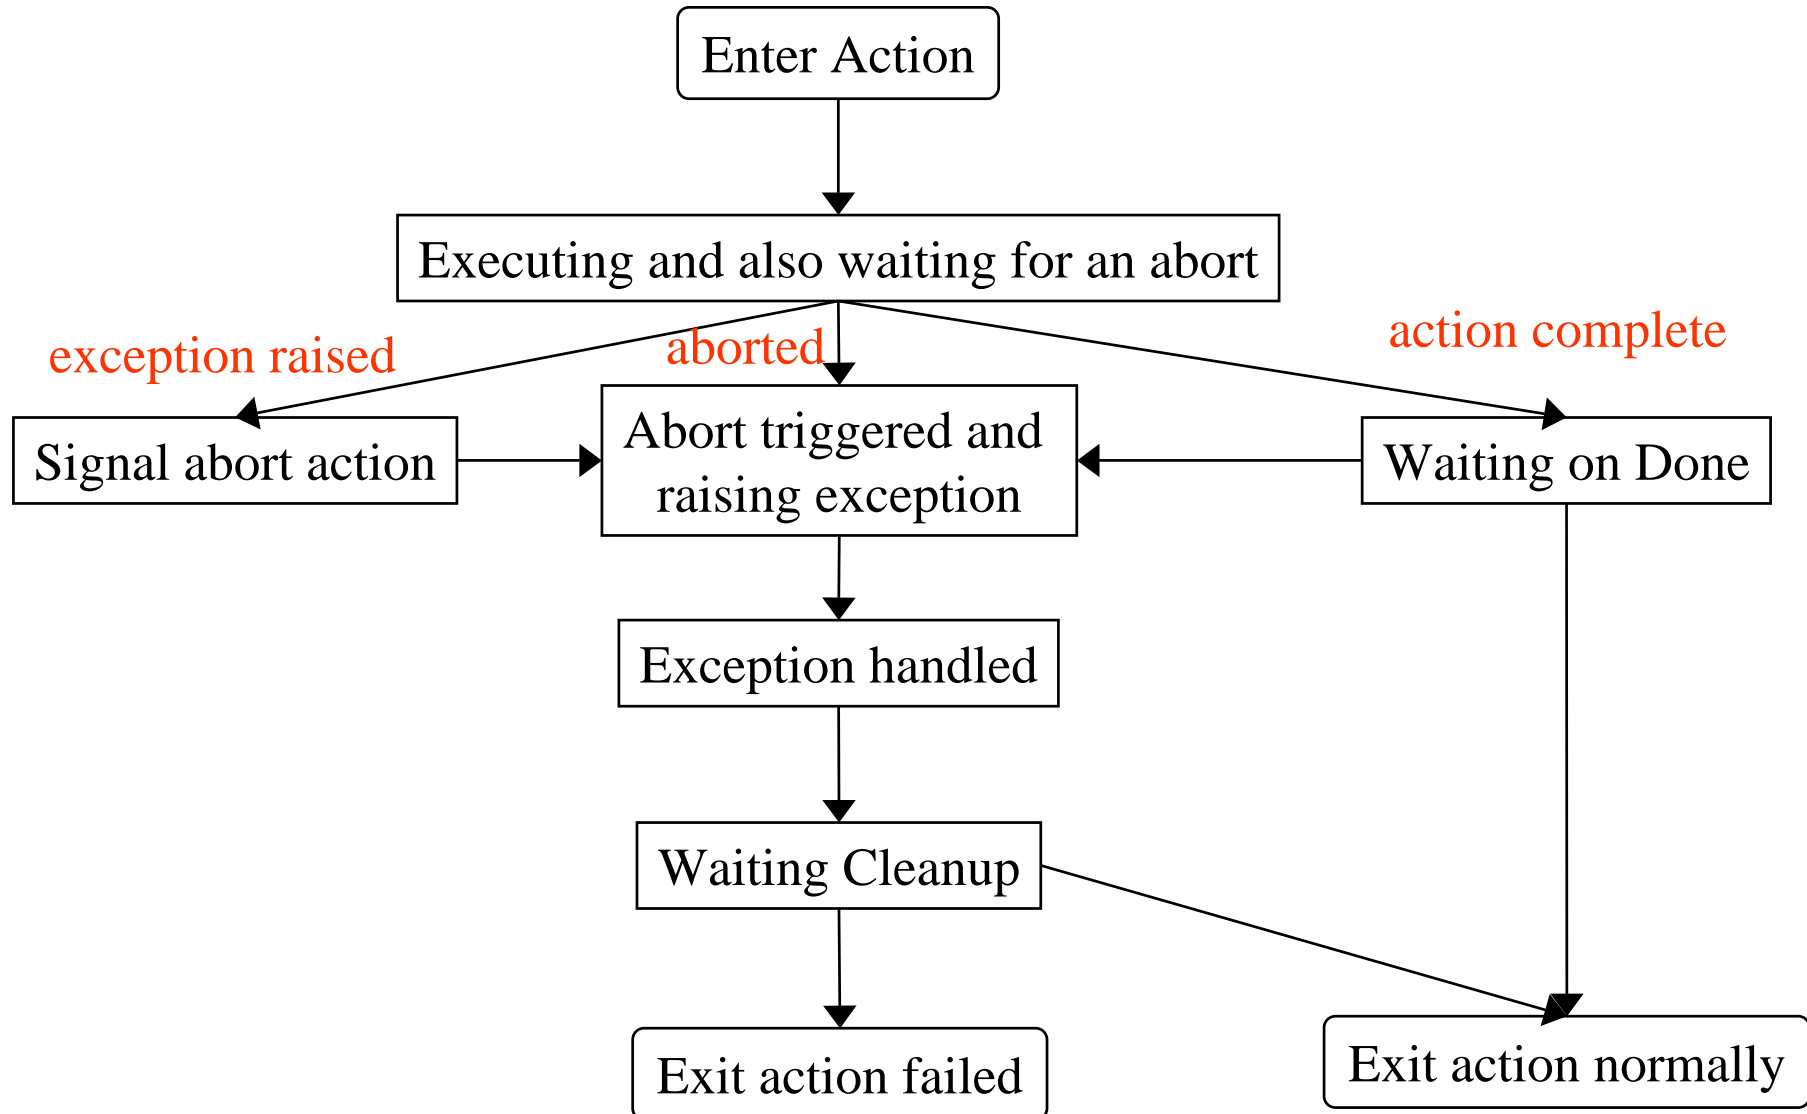 Enter Action
Executing and also waiting for an abort
exception raised
aborted
action complete
Signal abort action
Abort triggered and
raising exception
Waiting on Done
Exception handled
Waiting Cleanup
Exit action failed
Exit action normally